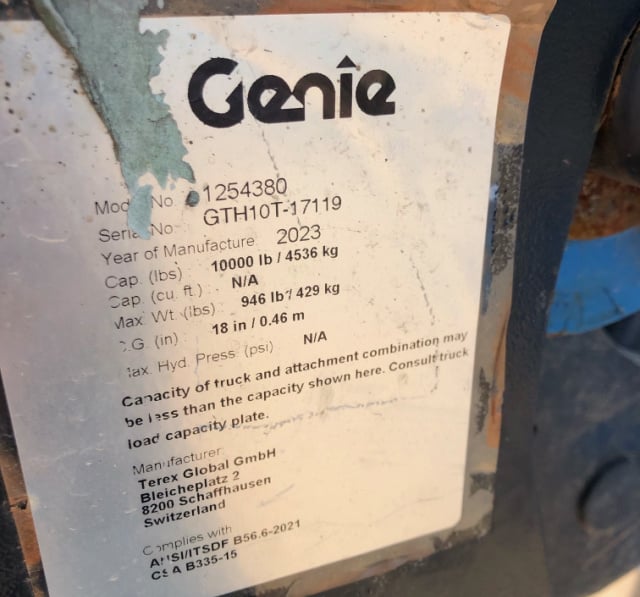 Genie
Model No 1254380
Serial No GTH10T-17119
Year of Manufacture 2023
Cap. (lbs) 10000 lb / 4536 kg
Cap. (cu. ft.) N/A
Max. Wt. (lbs) 946 lb / 429 kg
C.G. (in) 18 in / 0.46 m
Max. Hyd. Press. (psi) N/A
Capacity of truck and attachment combination may
be less than the capacity shown here. Consult truck
load capacity plate.
Manufacturer
Terex Global GmbH
Bleicheplatz 2
8200 Schaffhausen
Switzerland
Complies with
ANSI/ITSDF B56.6-2021
CSA B335-15